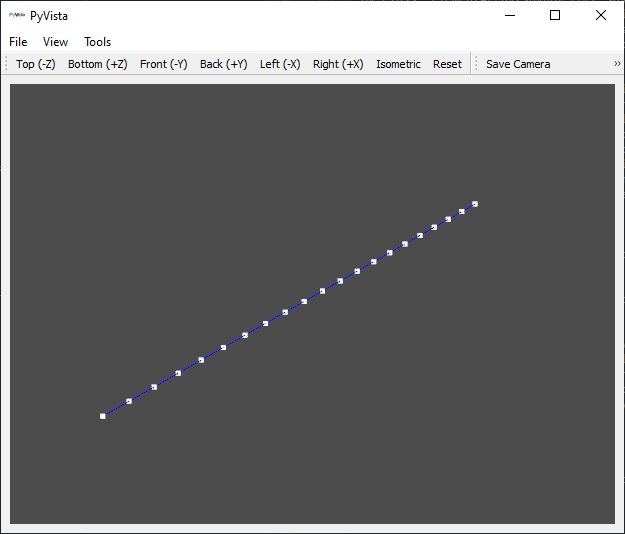 PyVista
File View Tools
Top (-Z) Bottom (+Z) Front (-Y) Back (+Y) Left (-X) Right (+X) Isometric Reset Save Camera »